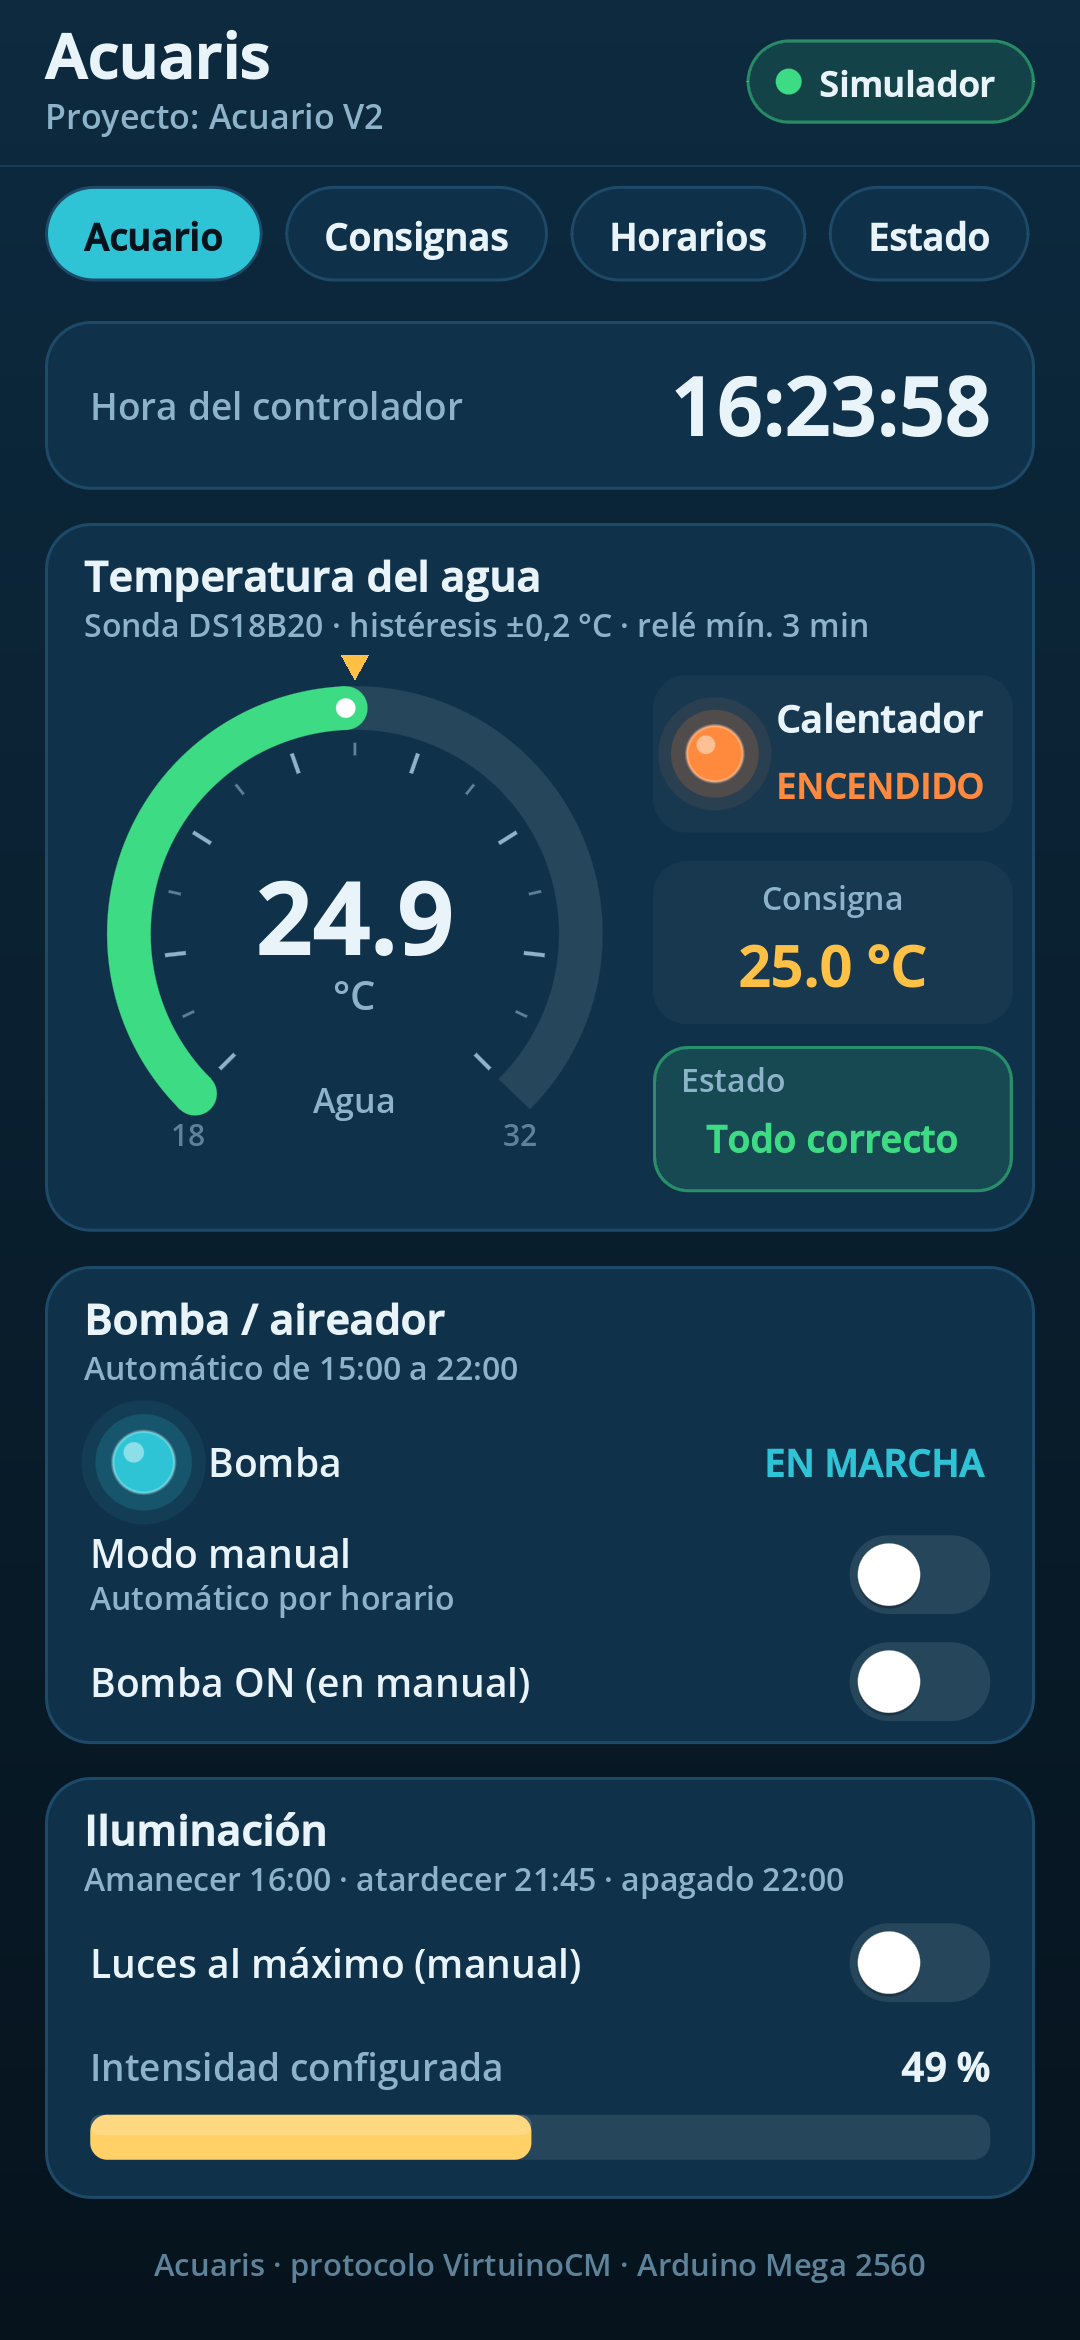 Acuaris
Proyecto: Acuario V2
Simulador
Acuario
Consignas
Horarios
Estado
Hora del controlador
16:23:58
Temperatura del agua
Sonda DS18B20 · histéresis ±0,2 °C · relé mín. 3 min
24.9
°C
Agua
18
32
Calentador
ENCENDIDO
Consigna
25.0 °C
Estado
Todo correcto
Bomba / aireador
Automático de 15:00 a 22:00
Bomba
EN MARCHA
Modo manual
Automático por horario
Bomba ON (en manual)
Iluminación
Amanecer 16:00 · atardecer 21:45 · apagado 22:00
Luces al máximo (manual)
Intensidad configurada
49 %
Acuaris · protocolo VirtuinoCM · Arduino Mega 2560